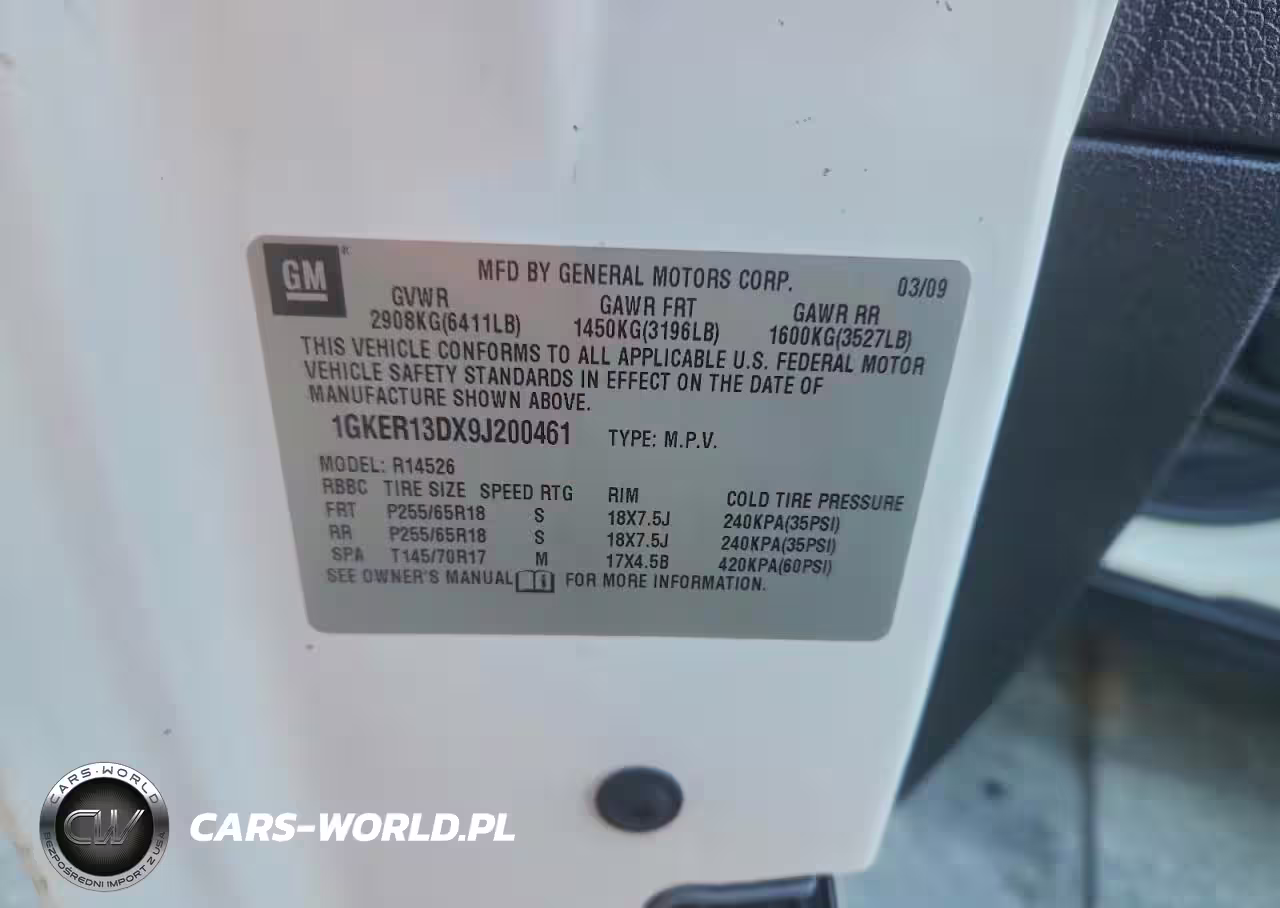 GM ®
MFD BY GENERAL MOTORS CORP. 03/09
GVWR GAWR FRT GAWR RR
2908KG(6411LB) 1450KG(3196LB) 1600KG(3527LB)
THIS VEHICLE CONFORMS TO ALL APPLICABLE U.S. FEDERAL MOTOR
VEHICLE SAFETY STANDARDS IN EFFECT ON THE DATE OF
MANUFACTURE SHOWN ABOVE.
1GKER13DX9J200461 TYPE: M.P.V.
MODEL: R14526
RBBC TIRE SIZE SPEED RTG RIM COLD TIRE PRESSURE
FRT P255/65R18 S 18X7.5J 240KPA(35PSI)
RR P255/65R18 S 18X7.5J 240KPA(35PSI)
SPA T145/70R17 M 17X4.5B 420KPA(60PSI)
SEE OWNER'S MANUAL FOR MORE INFORMATION.
CARS-WORLD
CW
BEZPOŚREDNI IMPORT Z USA
CARS-WORLD.PL